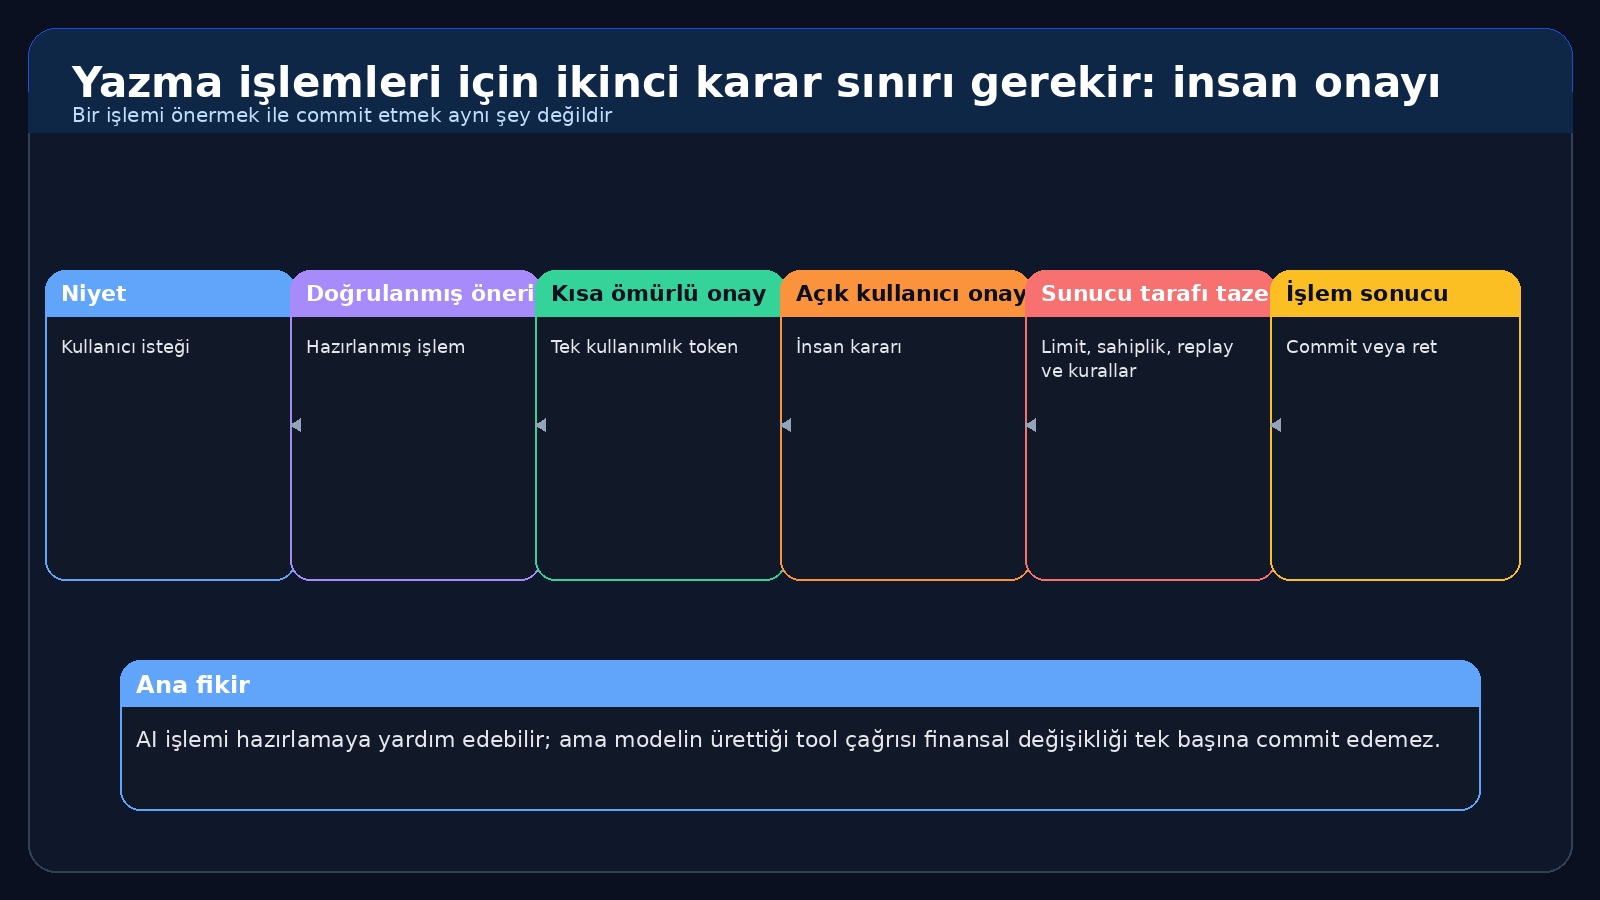 Yazma işlemleri için ikinci karar sınırı gerekir: insan onayı
Bir işlemi önermek ile commit etmek aynı şey değildir
Niyet
Kullanıcı isteği
Doğrulanmış öneri
Hazırlanmış işlem
Kısa ömürlü onay
Tek kullanımlık token
Açık kullanıcı onay
İnsan kararı
Sunucu tarafı taze
Limit, sahiplik, replay
ve kurallar
İşlem sonucu
Commit veya ret
Ana fikir
AI işlemi hazırlamaya yardım edebilir; ama modelin ürettiği tool çağrısı finansal değişikliği tek başına commit edemez.